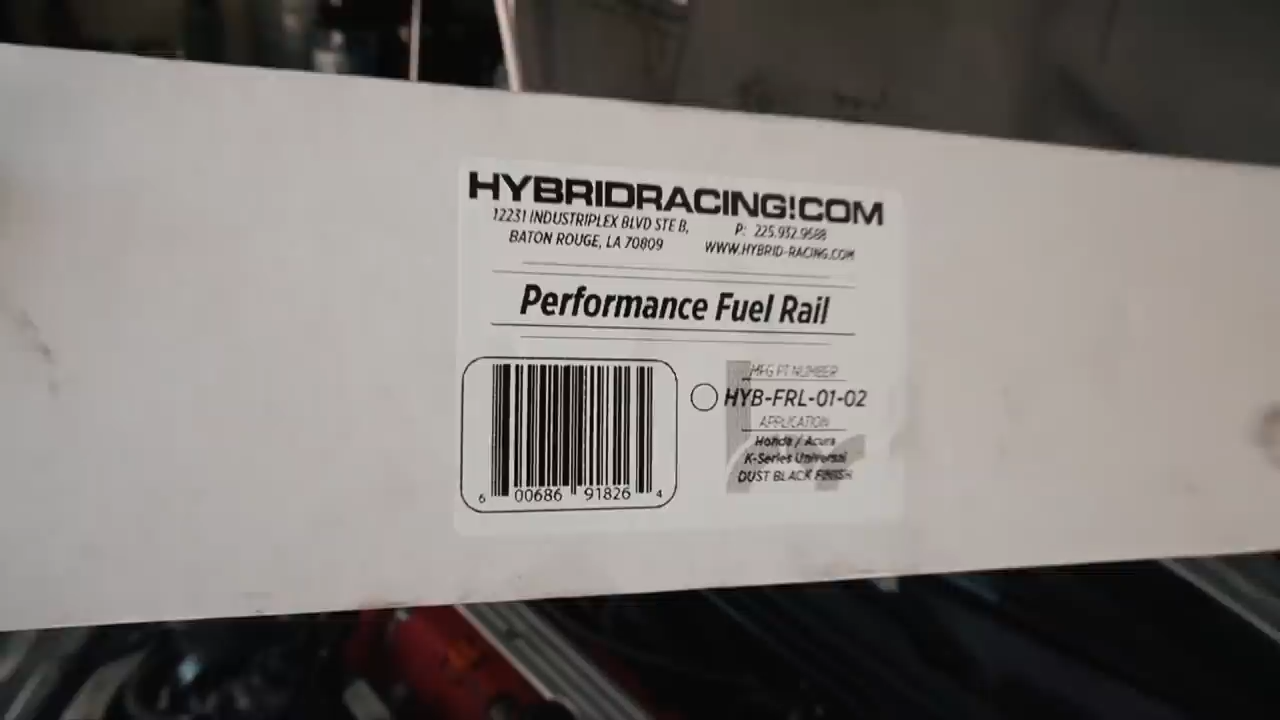 HYBRIDRACING!COM
12231 INDUSTRIPLEX BLVD STE B,
BATON ROUGE, LA 70809
P: 225.932.9588
WWW.HYBRID-RACING.COM
Performance Fuel Rail
6 00686 91826 4
MFG PT NUMBER
HYB-FRL-01-02
APPLICATION
Honda / Acura
K-Series Universal
DUST BLACK FINISH